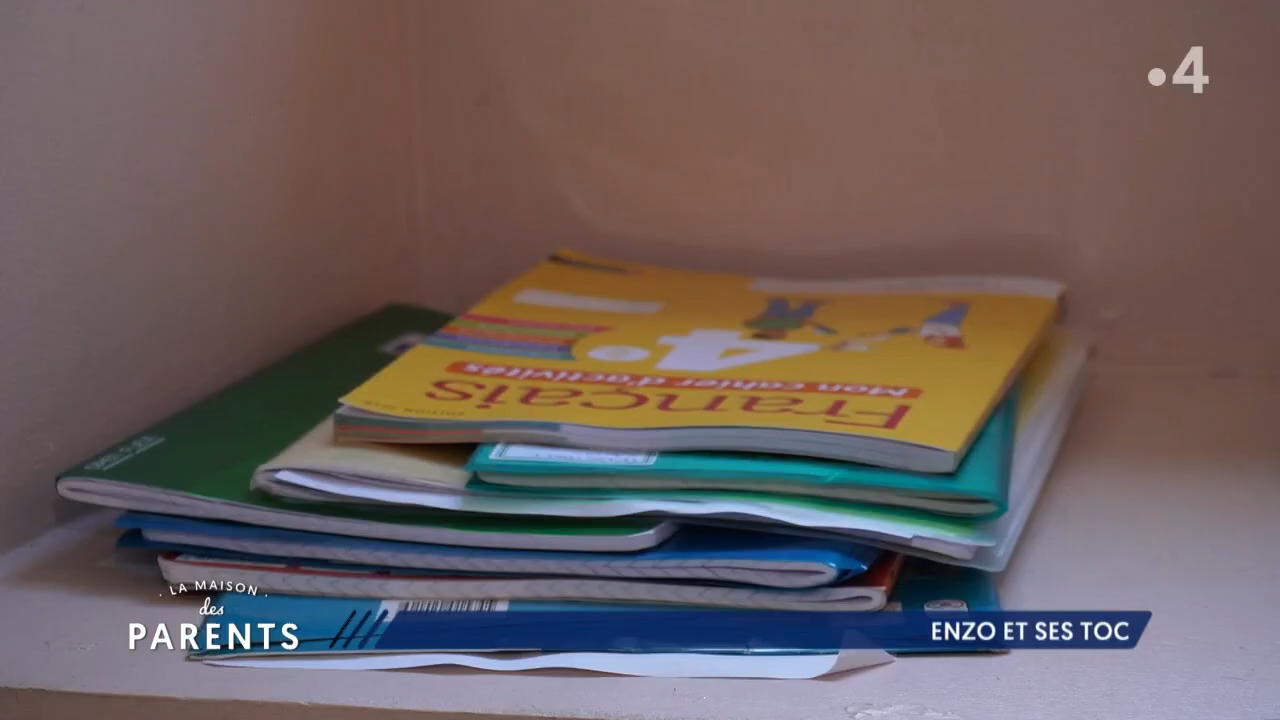 4
4e
Mon cahier d'activités
Français
· LA MAISON ·
des
PARENTS
ENZO ET SES TOC